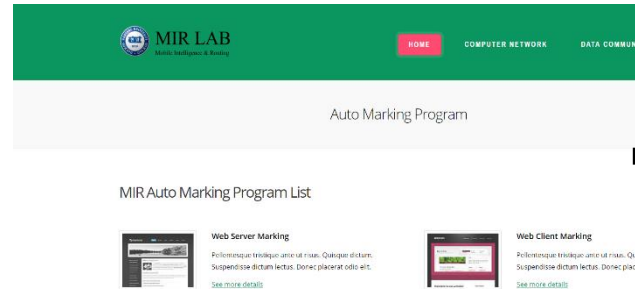 MIR LAB
Mobile Intelligence & Routing
HOME
COMPUTER NETWORK
DATA COMMUN
Auto Marking Program
MIR Auto Marking Program List
Web Server Marking
Pellentesque tristique ante ut risus. Quisque dictum.
Suspendisse dictum lectus. Donec placerat odio elit.
See more details
Web Client Marking
Pellentesque tristique ante ut risus. Qu
Suspendisse dictum lectus. Donec plac
See more details